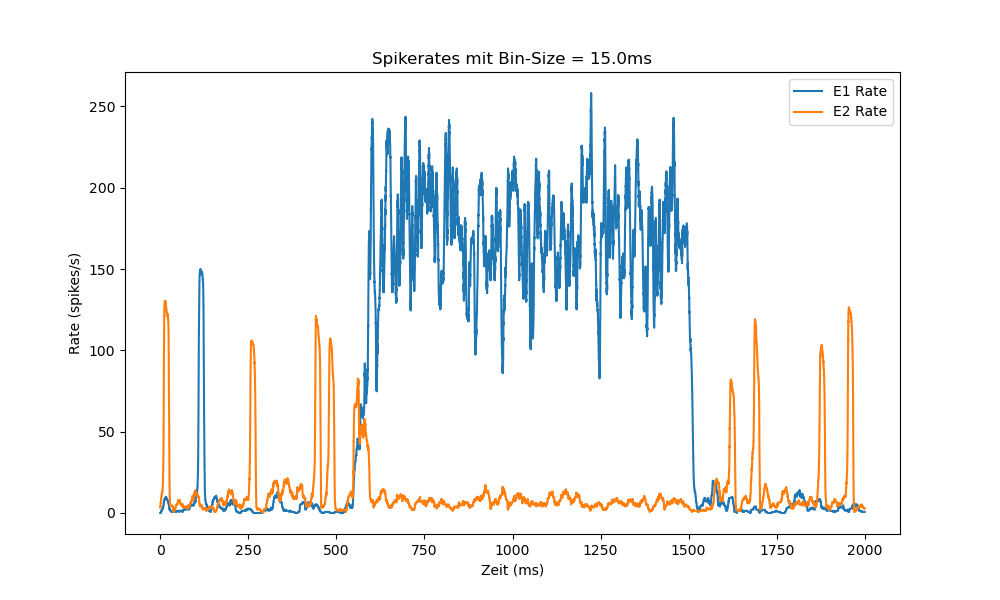 Spikerates mit Bin-Size = 15.0ms
E1 Rate
E2 Rate
Rate (spikes/s)
250
200
150
100
50
0
0 250 500 750 1000 1250 1500 1750 2000
Zeit (ms)